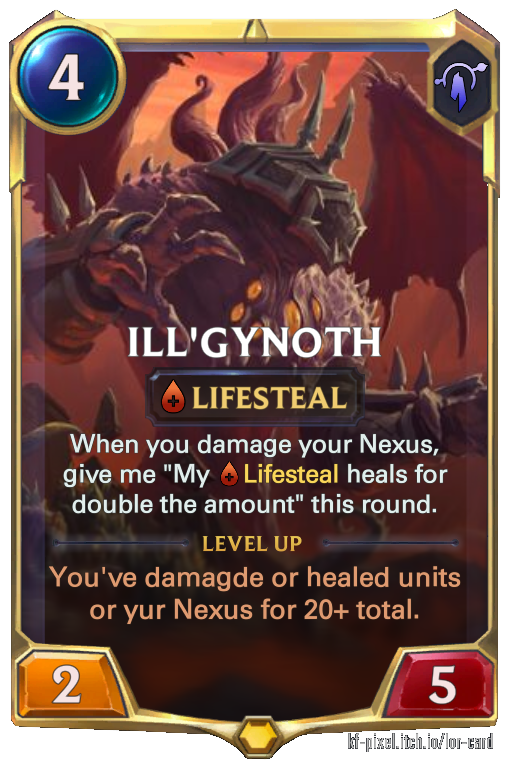 4
ILL'GYNOTH
LIFESTEAL
When you damage your Nexus,
give me "My Lifesteal heals for
double the amount" this round.
LEVEL UP
You've damagde or healed units
or yur Nexus for 20+ total.
2
5
kf-pixel.itch.io/lor-card